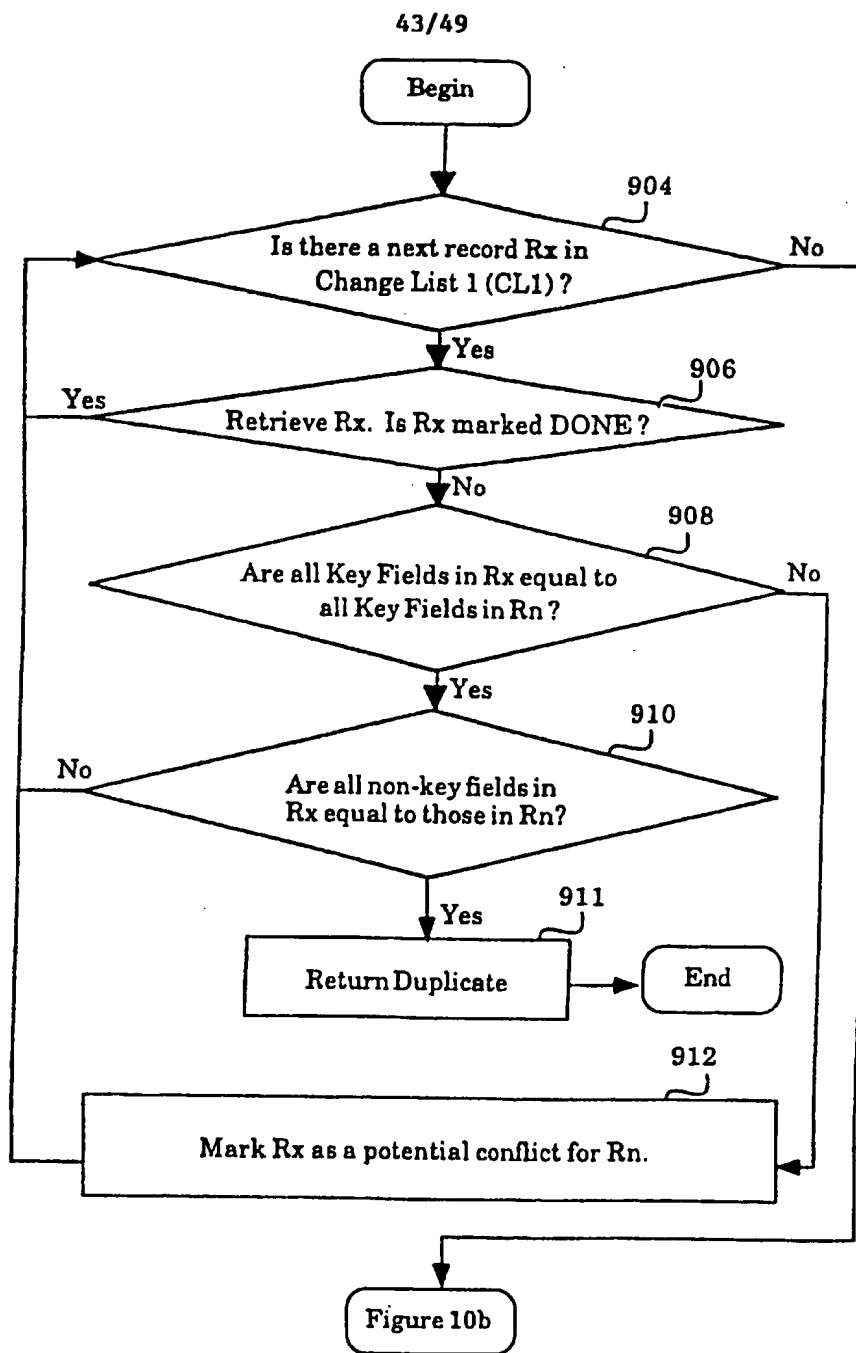 43/49
Begin
904
Is there a next record Rx in
Change List 1 (CL1) ?
No
Yes
906
Yes
Retrieve Rx. Is Rx marked DONE ?
No
908
Are all Key Fields in Rx equal to
all Key Fields in Rn ?
No
Yes
910
No
Are all non-key fields in
Rx equal to those in Rn?
Yes
911
Return Duplicate
End
912
Mark Rx as a potential conflict for Rn.
Figure 10b